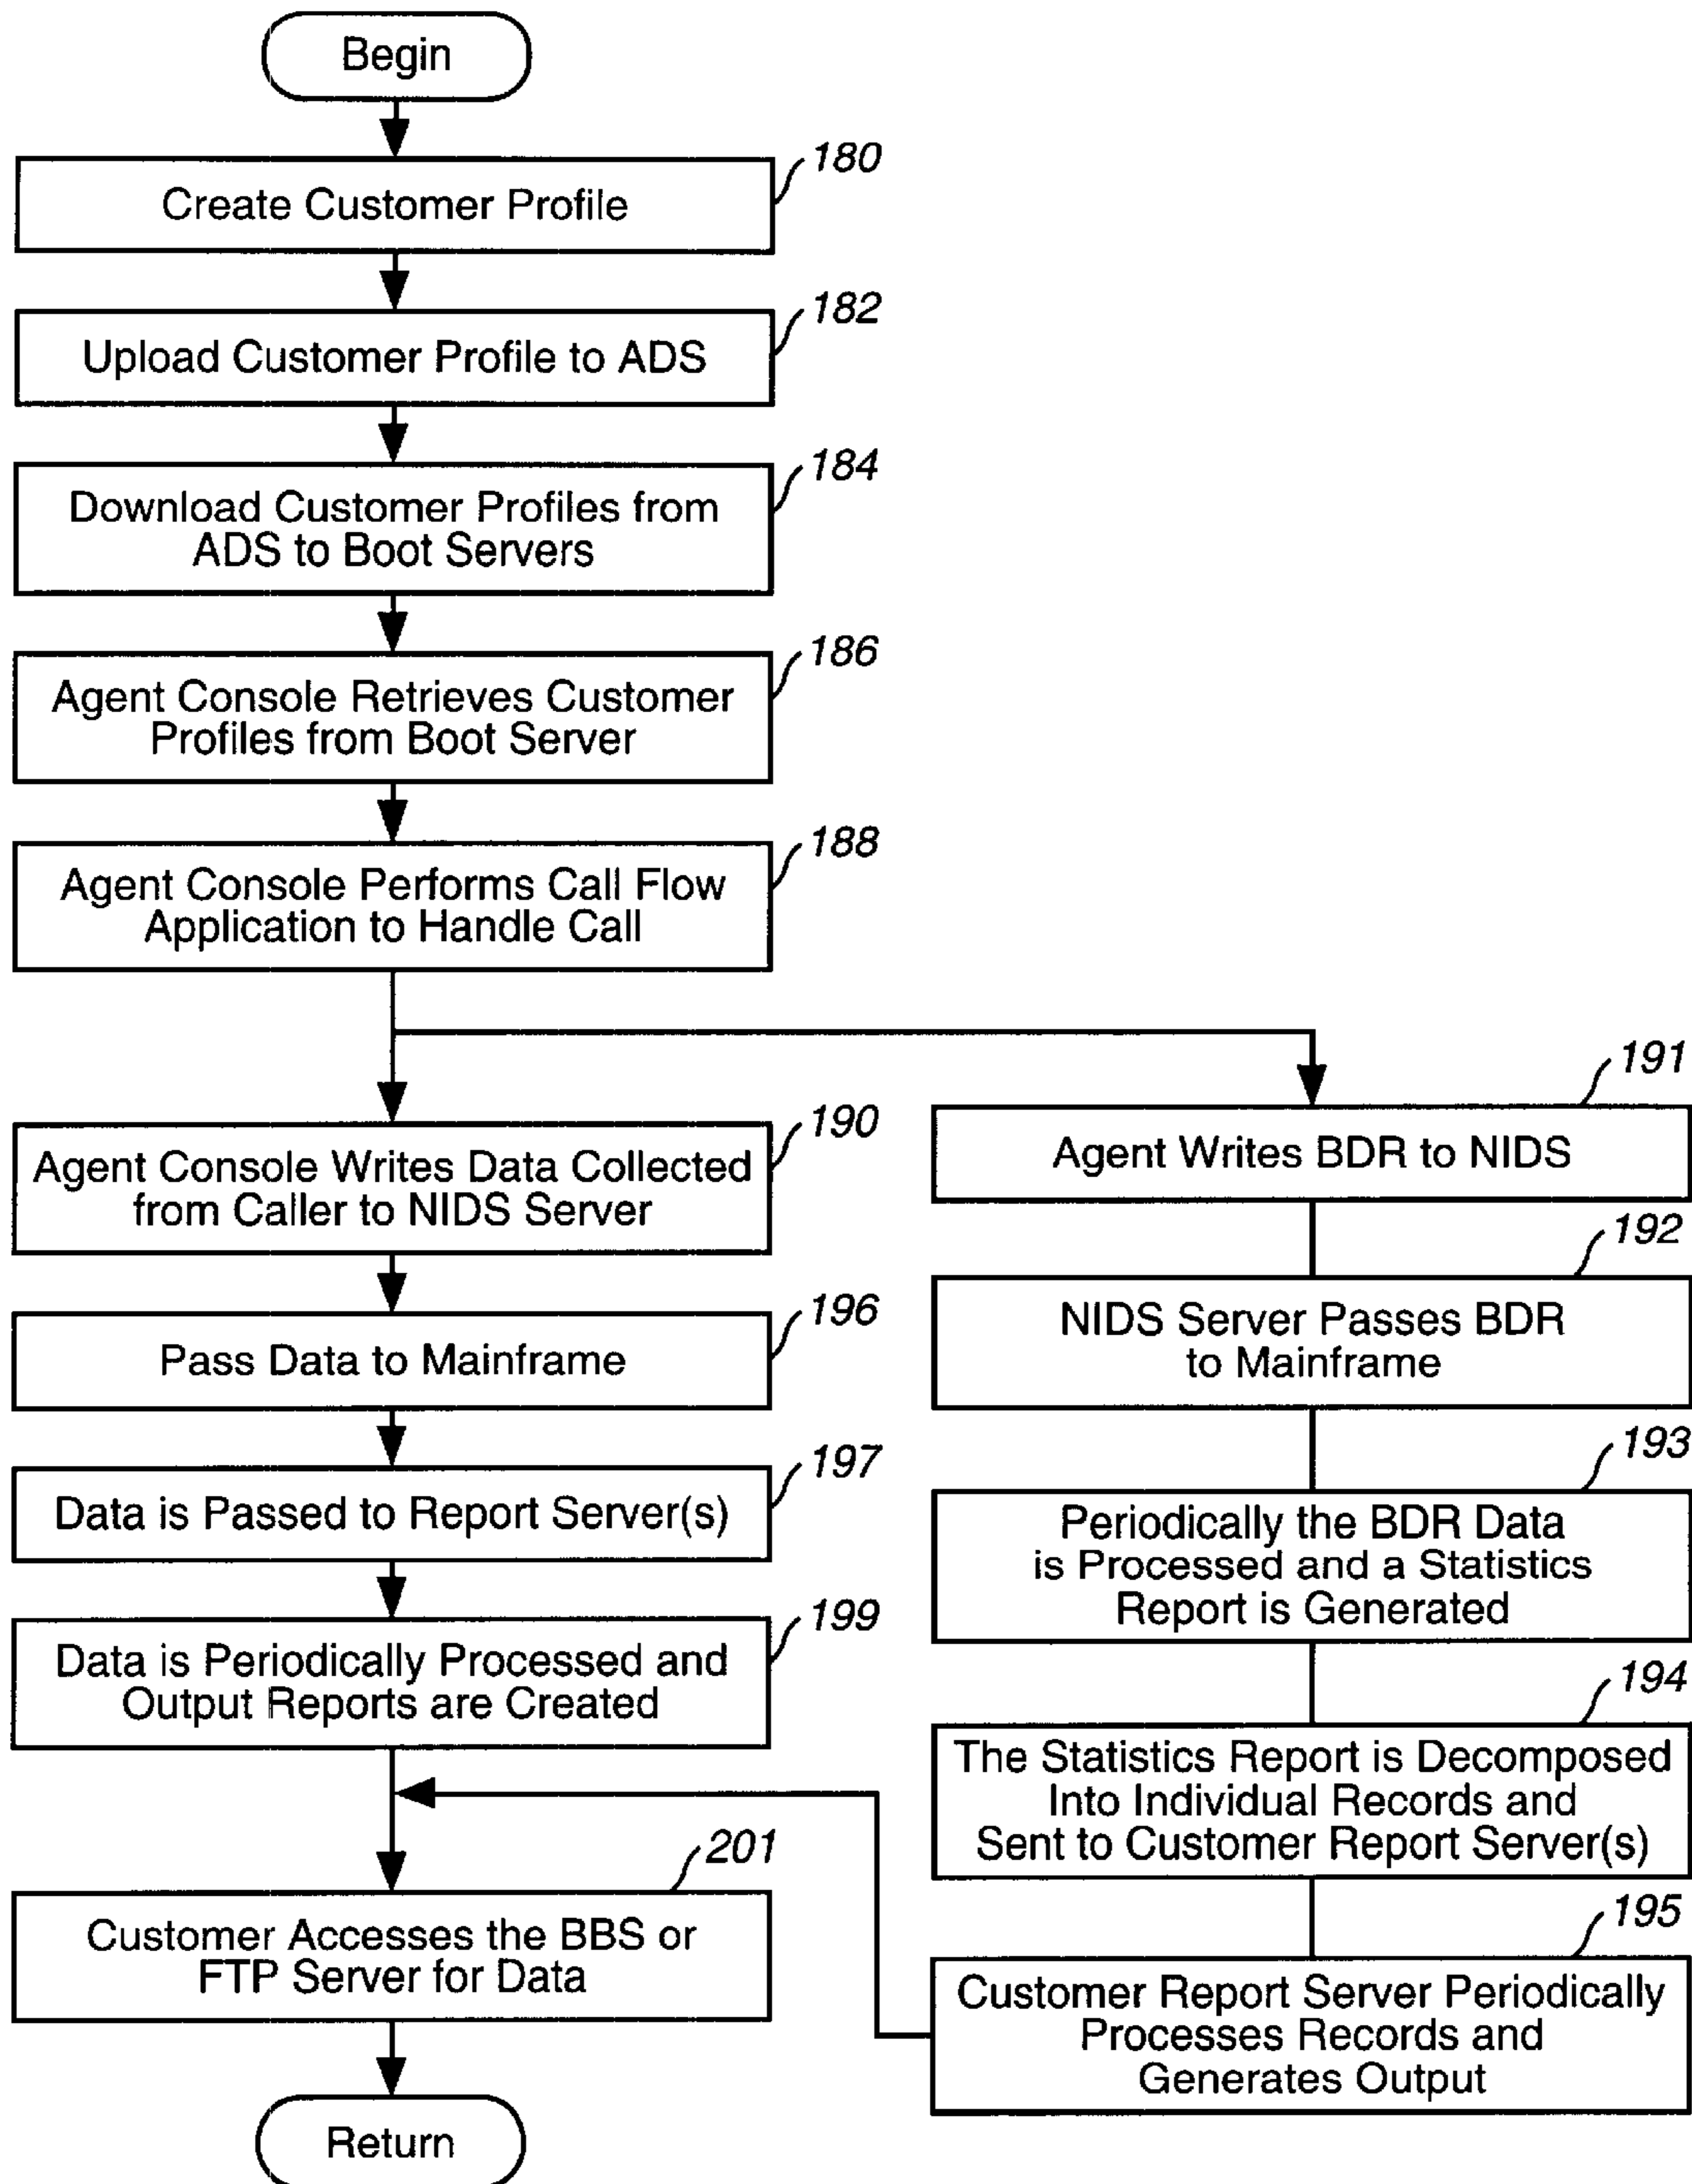 Begin
180
Create Customer Profile
182
Upload Customer Profile to ADS
184
Download Customer Profiles from
ADS to Boot Servers
186
Agent Console Retrieves Customer
Profiles from Boot Server
188
Agent Console Performs Call Flow
Application to Handle Call
190
Agent Console Writes Data Collected
from Caller to NIDS Server
196
Pass Data to Mainframe
197
Data is Passed to Report Server(s)
199
Data is Periodically Processed and
Output Reports are Created
191
Agent Writes BDR to NIDS
192
NIDS Server Passes BDR
to Mainframe
193
Periodically the BDR Data
is Processed and a Statistics
Report is Generated
194
The Statistics Report is Decomposed
Into Individual Records and
Sent to Customer Report Server(s)
195
Customer Report Server Periodically
Processes Records and
Generates Output
201
Customer Accesses the BBS or
FTP Server for Data
Return